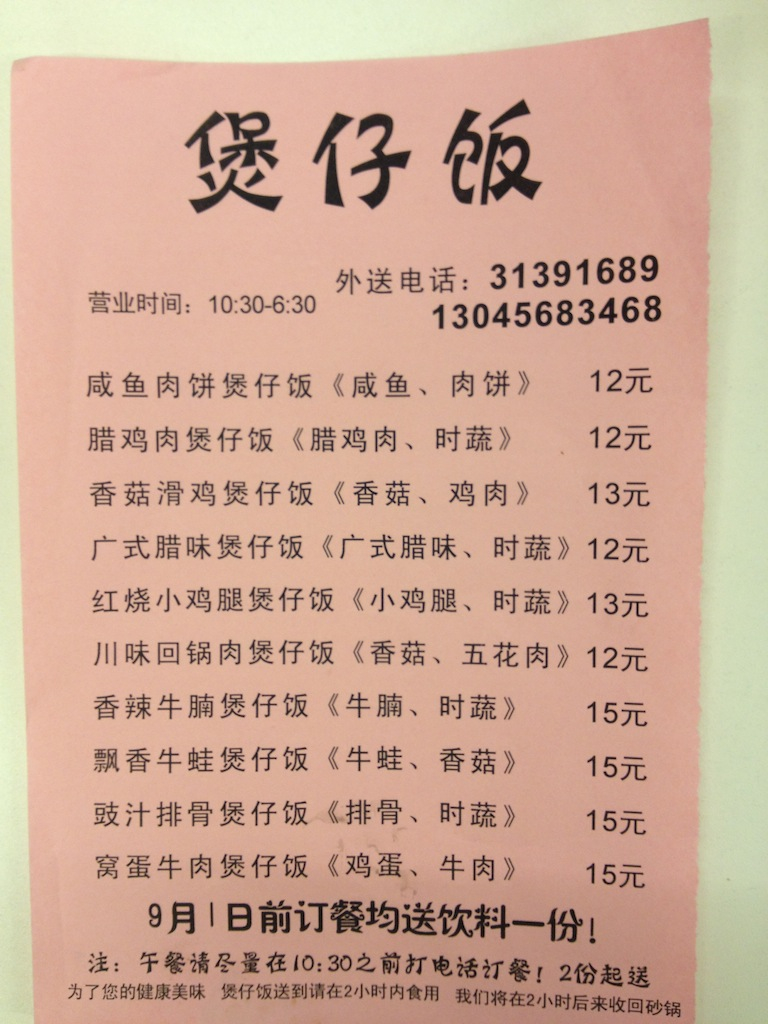 煲仔饭
营业时间：10:30-6:30 外送电话：31391689
13045683468
咸鱼肉饼煲仔饭《咸鱼、肉饼》 12元
腊鸡肉煲仔饭《腊鸡肉、时蔬》 12元
香菇滑鸡煲仔饭《香菇、鸡肉》 13元
广式腊味煲仔饭《广式腊味、时蔬》12元
红烧小鸡腿煲仔饭《小鸡腿、时蔬》13元
川味回锅肉煲仔饭《香菇、五花肉》12元
香辣牛腩煲仔饭《牛腩、时蔬》 15元
飘香牛蛙煲仔饭《牛蛙、香菇》 15元
豉汁排骨煲仔饭《排骨、时蔬》 15元
窝蛋牛肉煲仔饭《鸡蛋、牛肉》 15元
9月1日前订餐均送饮料一份！
注：午餐请尽量在10:30之前打电话订餐！2份起送
为了您的健康美味 煲仔饭送到请在2小时内食用 我们将在2小时后来收回砂锅